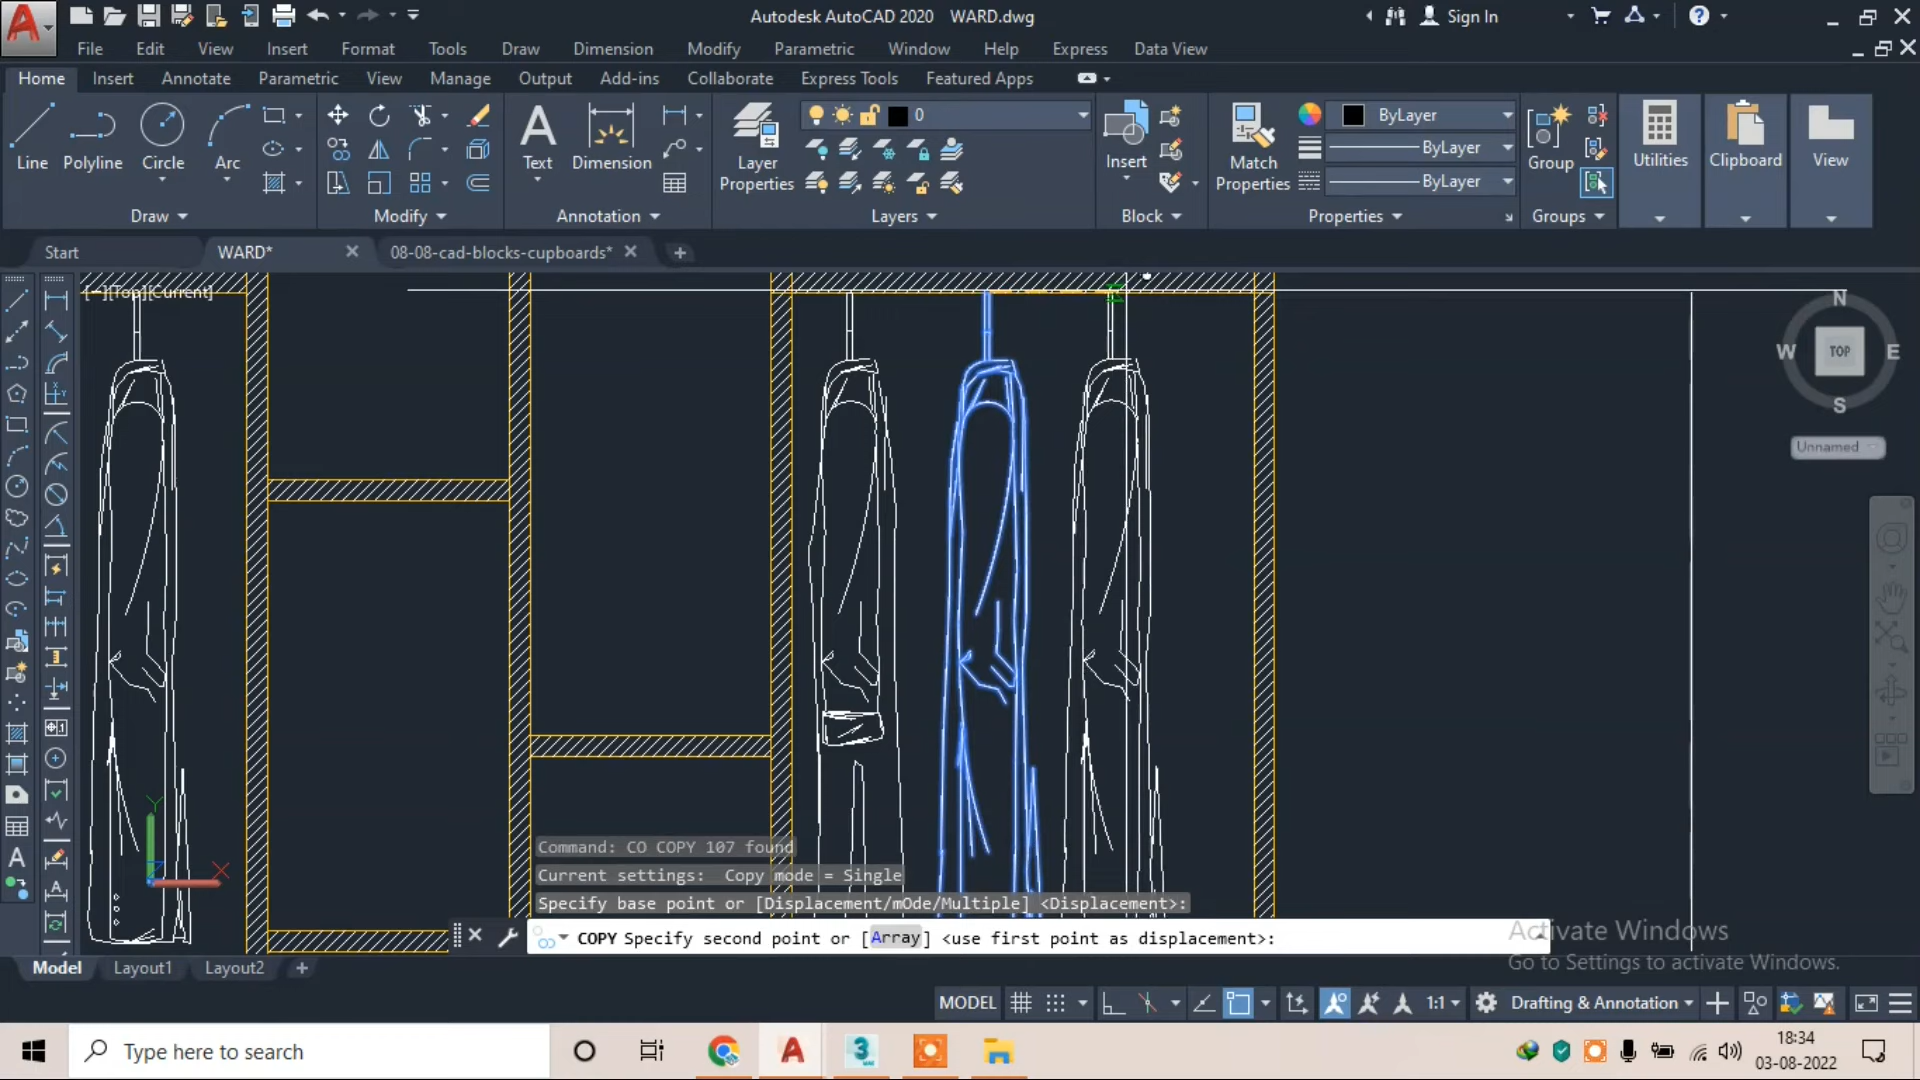 Autodesk AutoCAD 2020 WARD.dwg
Sign In
File Edit View Insert Format Tools Draw Dimension Modify Parametric Window Help Express Data View
Home Insert Annotate Parametric View Manage Output Add-ins Collaborate Express Tools Featured Apps
0
ByLayer
Line Polyline Circle Arc
Text Dimension
Layer Properties
Insert
Match Properties
ByLayer
Group
Utilities Clipboard View
ByLayer
Draw Modify Annotation Layers Block Properties Groups
Start WARD* 08-08-cad-blocks-cupboards*
[−][Top][Current]
N
W TOP E
S
Unnamed
Y
X
Command: CO COPY 107 found
Current settings: Copy mode = Single
Specify base point or [Displacement/mOde/Multiple] <Displacement>:
COPY Specify second point or [Array] <use first point as displacement>:
Activate Windows
Go to Settings to activate Windows.
Model Layout1 Layout2
MODEL 1:1 Drafting & Annotation
Type here to search
18:34
03-08-2022